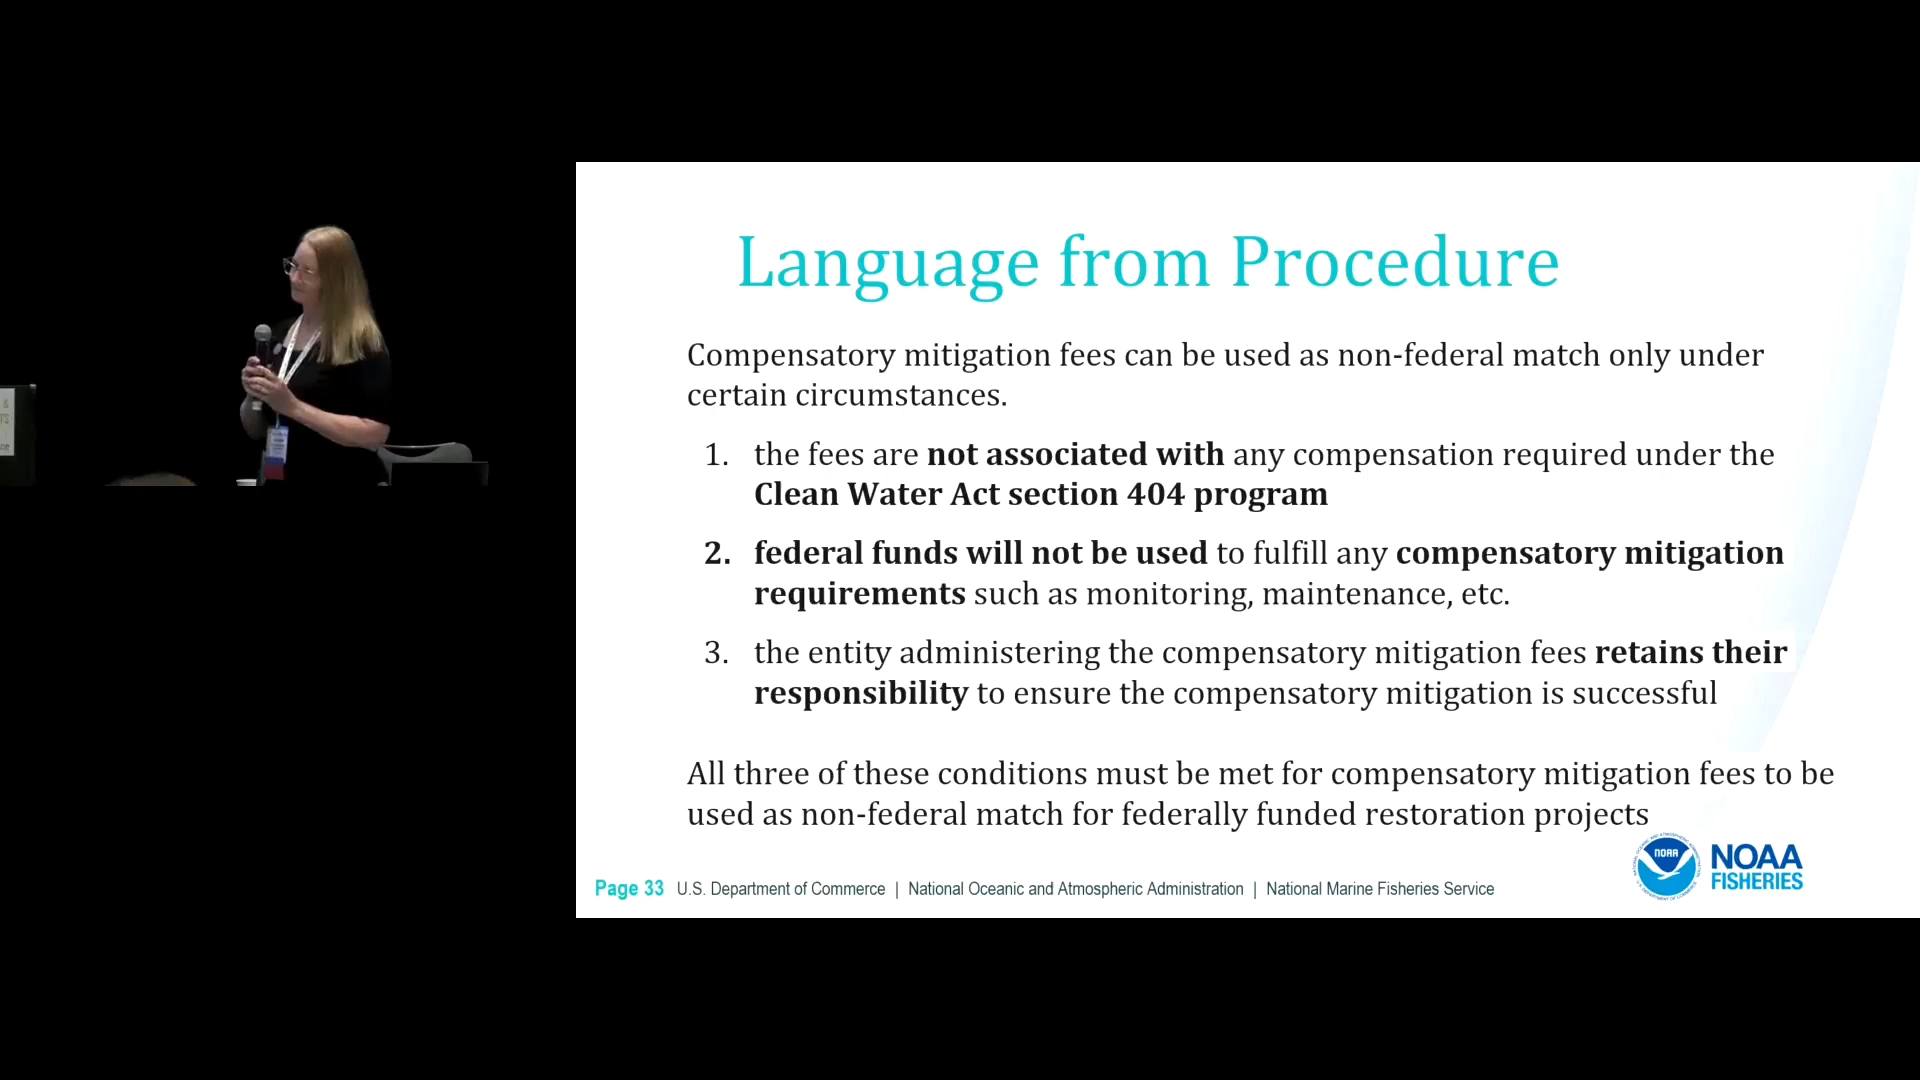 Language from Procedure
Compensatory mitigation fees can be used as non-federal match only under
certain circumstances.
1. the fees are not associated with any compensation required under the
Clean Water Act section 404 program
2. federal funds will not be used to fulfill any compensatory mitigation
requirements such as monitoring, maintenance, etc.
3. the entity administering the compensatory mitigation fees retains their
responsibility to ensure the compensatory mitigation is successful
All three of these conditions must be met for compensatory mitigation fees to be
used as non-federal match for federally funded restoration projects
NOAA
NOAA
FISHERIES
Page 33 U.S. Department of Commerce | National Oceanic and Atmospheric Administration | National Marine Fisheries Service